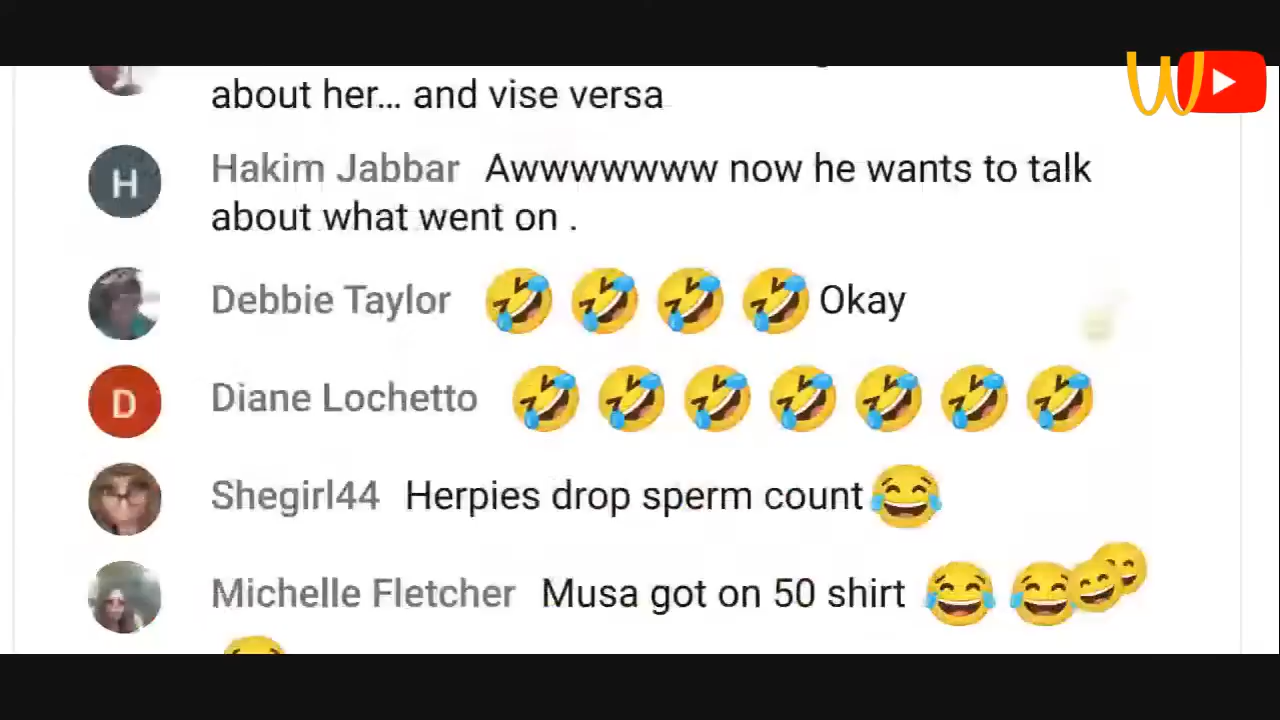 about her... and vise versa
H
Hakim Jabbar Awwwwwww now he wants to talk
about what went on .
Debbie Taylor 🤣 🤣 🤣 🤣 Okay
D
Diane Lochetto 🤣 🤣 🤣 🤣 🤣 🤣 🤣
Shegirl44 Herpies drop sperm count 😂
Michelle Fletcher Musa got on 50 shirt 😂 😂